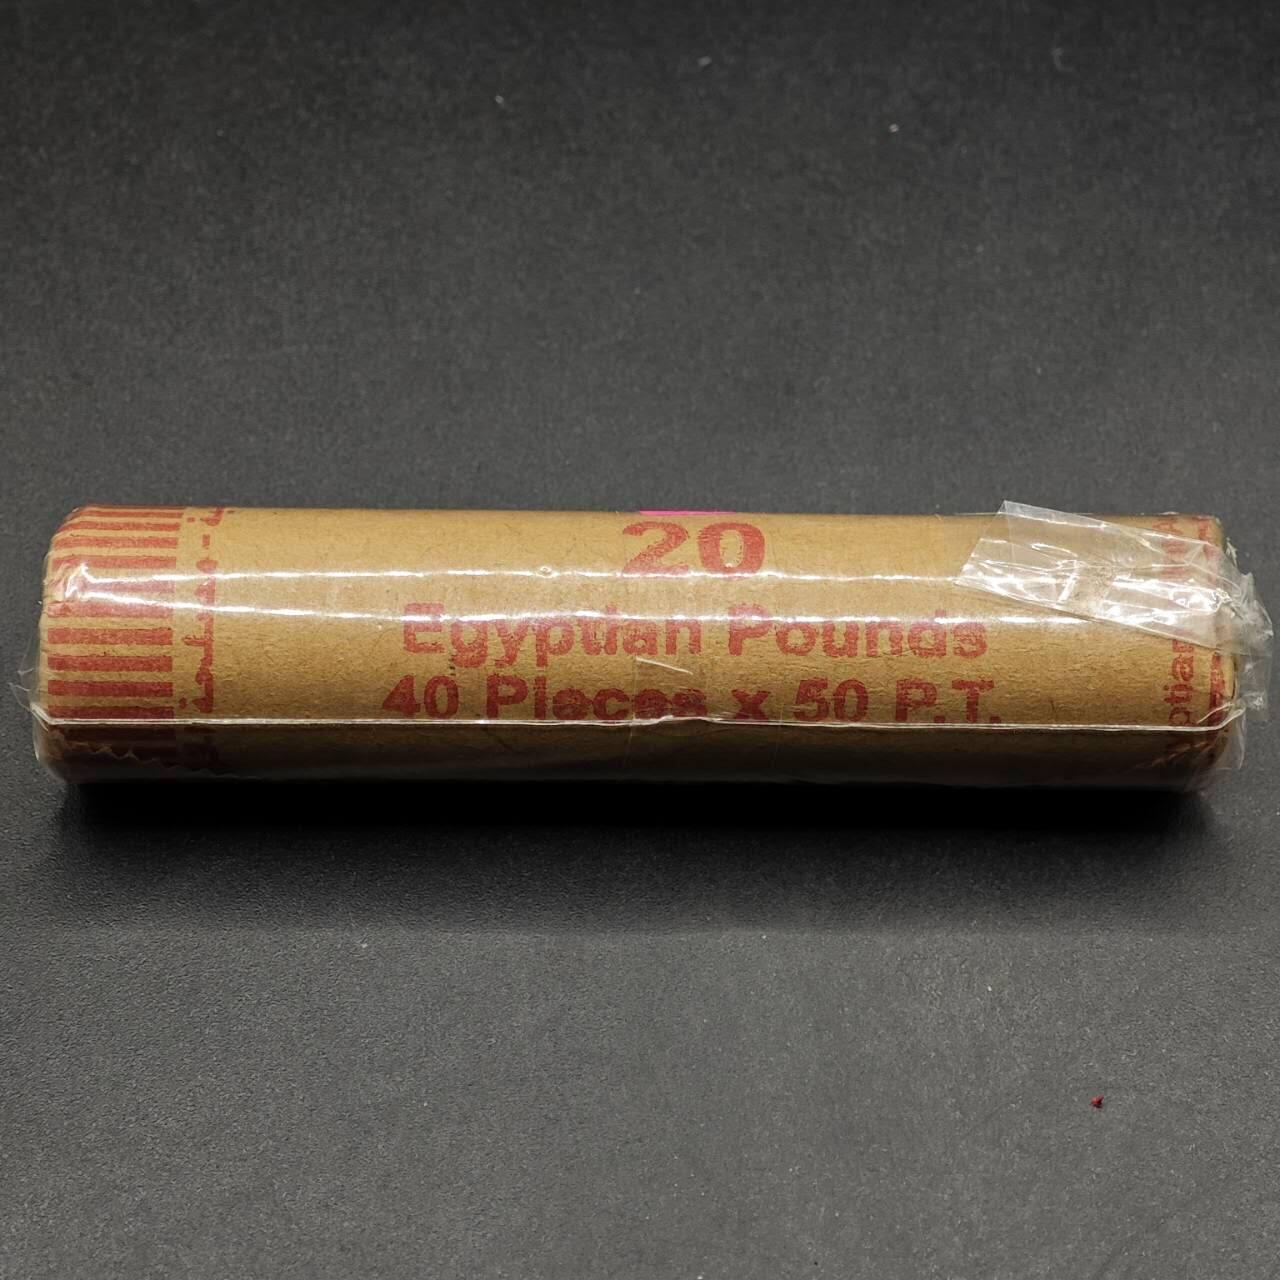 20
Egyptian Pounds
40 Pieces x 50 P.T.